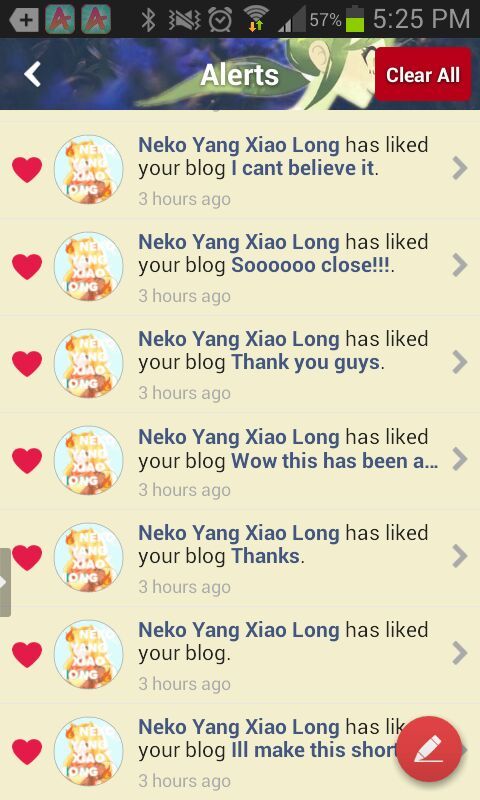 57% 5:25 PM
Alerts
Clear All
Neko Yang Xiao Long has liked
your blog I cant believe it.
3 hours ago
Neko Yang Xiao Long has liked
your blog Soooooo close!!!.
3 hours ago
Neko Yang Xiao Long has liked
your blog Thank you guys.
3 hours ago
Neko Yang Xiao Long has liked
your blog Wow this has been a...
3 hours ago
Neko Yang Xiao Long has liked
your blog Thanks.
3 hours ago
Neko Yang Xiao Long has liked
your blog.
3 hours ago
Neko Yang Xiao Long has lik
your blog Ill make this short
3 hours ago